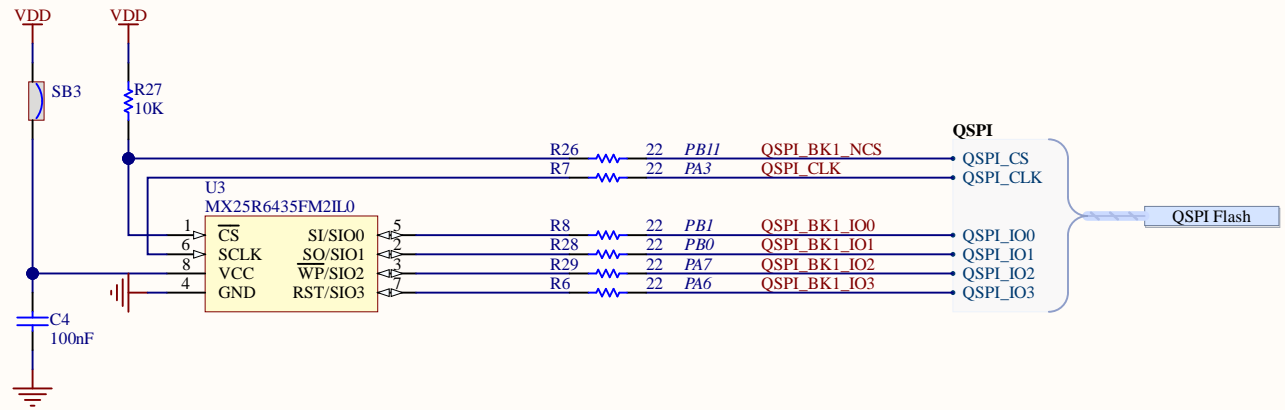 VDD
VDD
SB3
R27
10K
QSPI
R26 22 PB11 QSPI_BK1_NCS QSPI_CS
R7 22 PA3 QSPI_CLK QSPI_CLK
U3
MX25R6435FM2IL0
QSPI Flash
1 CS SI/SIO0 5 R8 22 PB1 QSPI_BK1_IO0 QSPI_IO0
6 SCLK SO/SIO1 2 R28 22 PB0 QSPI_BK1_IO1 QSPI_IO1
8 VCC WP/SIO2 3 R29 22 PA7 QSPI_BK1_IO2 QSPI_IO2
4 GND RST/SIO3 7 R6 22 PA6 QSPI_BK1_IO3 QSPI_IO3
C4
100nF